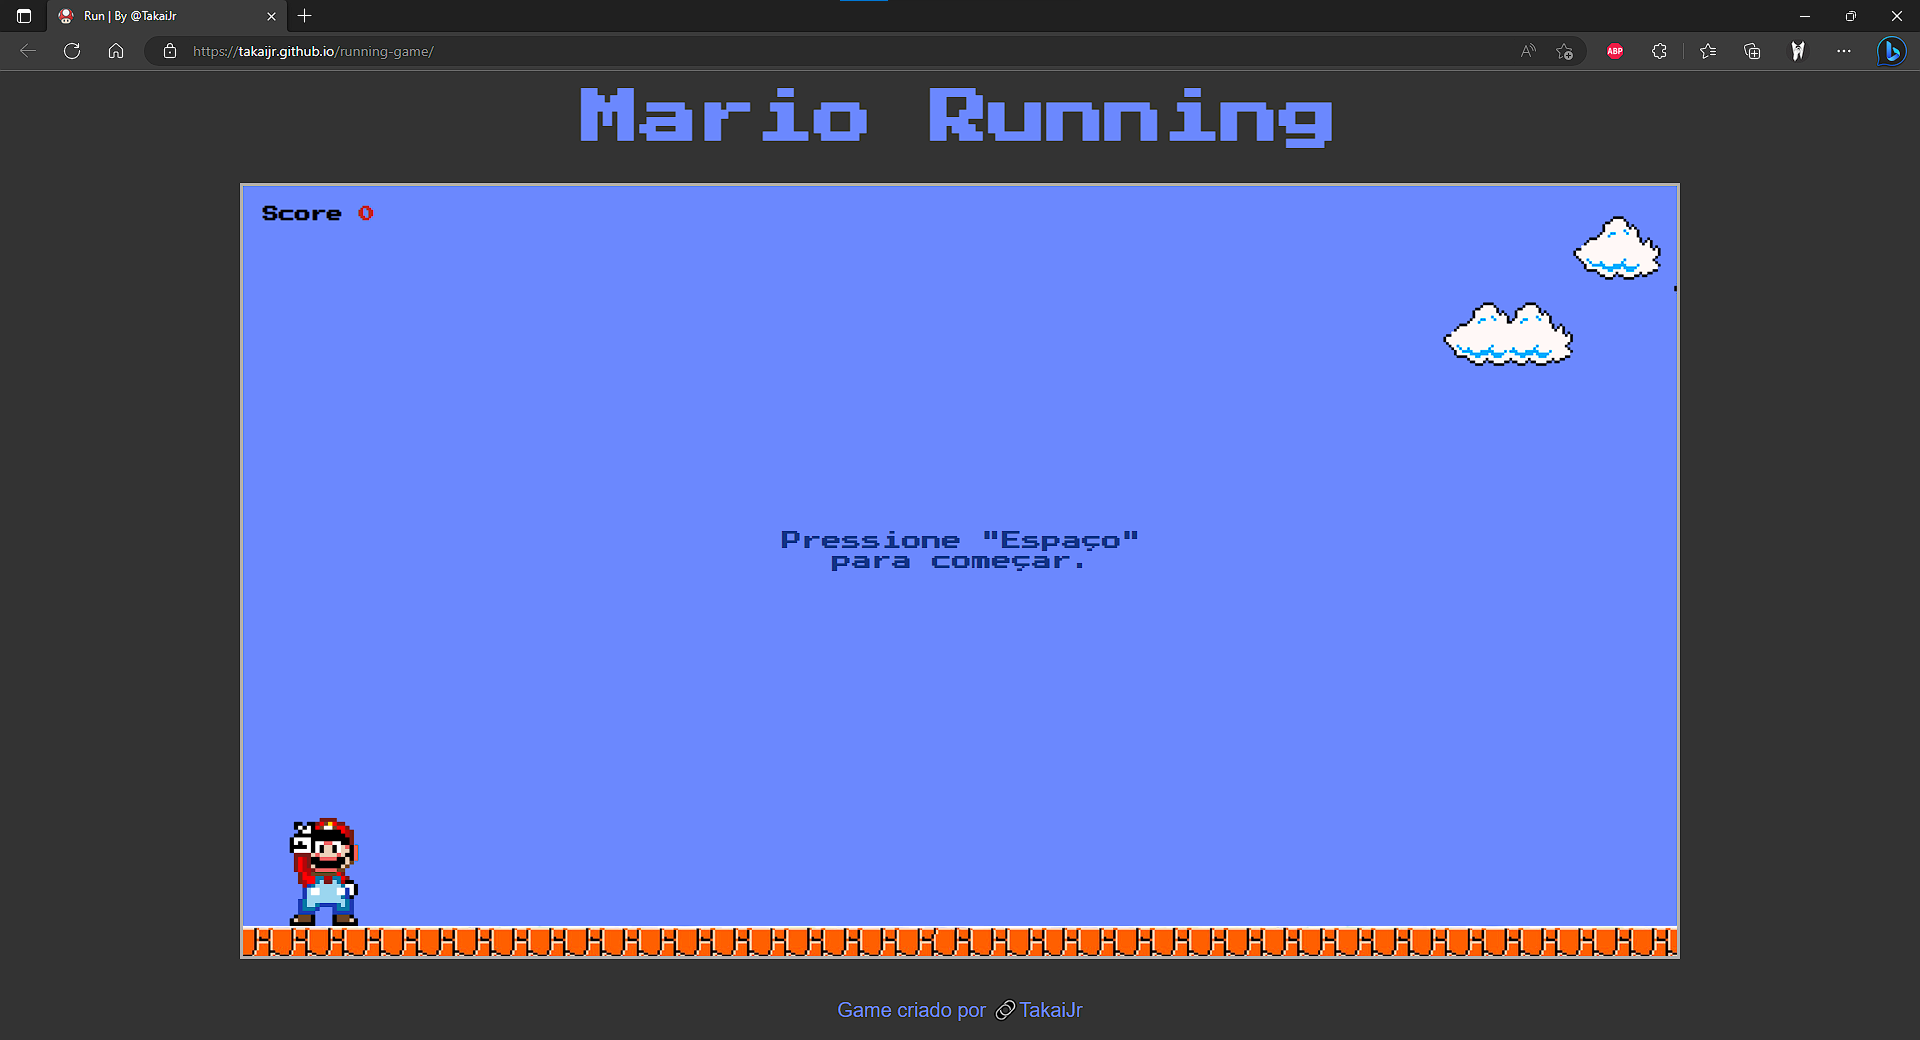 Run | By @TakaiJr
https://takaijr.github.io/running-game/
ABP
Mario Running
Score 0
Pressione "Espaço"
para começar.
Game criado por TakaiJr